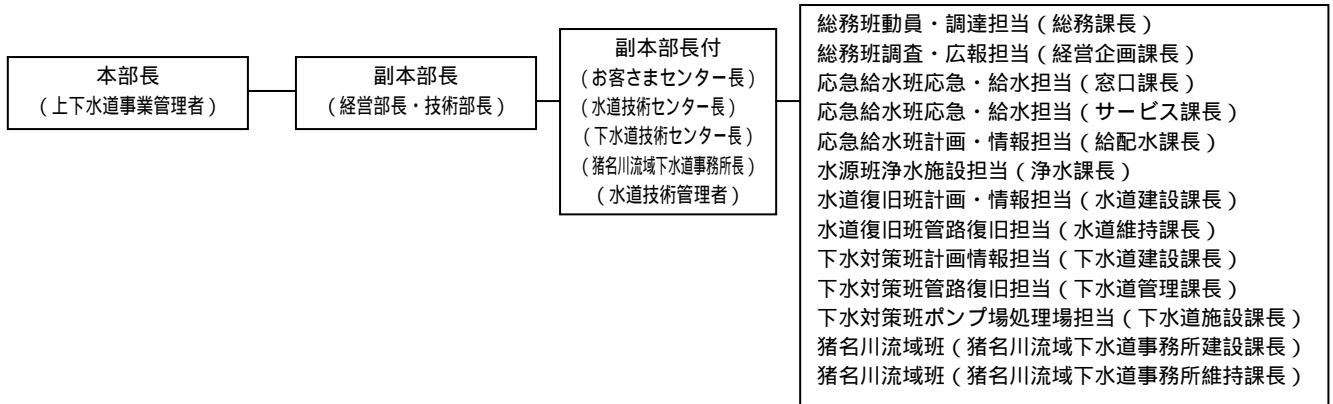 本部長
（上下水道事業管理者）
副本部長
（経営部長・技術部長）
副本部長付
（お客さまセンター長）
（水道技術センター長）
（下水道技術センター長）
（猪名川流域下水道事務所長）
（水道技術管理者）
総務班動員・調達担当（総務課長）
総務班調査・広報担当（経営企画課長）
応急給水班応急・給水担当（窓口課長）
応急給水班応急・給水担当（サービス課長）
応急給水班計画・情報担当（給配水課長）
水源班浄水施設担当（浄水課長）
水道復旧班計画・情報担当（水道建設課長）
水道復旧班管路復旧担当（水道維持課長）
下水対策班計画情報担当（下水道建設課長）
下水対策班管路復旧担当（下水道管理課長）
下水対策班ポンプ場処理場担当（下水道施設課長）
猪名川流域班（猪名川流域下水道事務所建設課長）
猪名川流域班（猪名川流域下水道事務所維持課長）